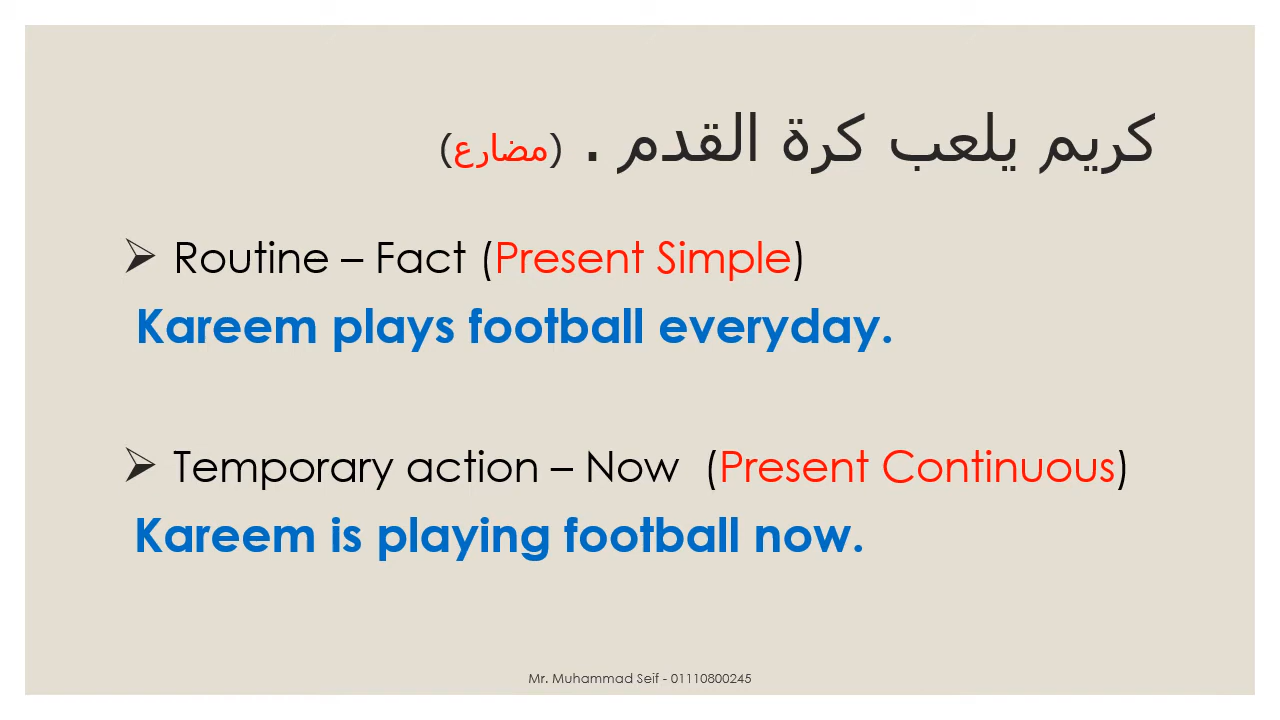 كريم يلعب كرة القدم . (مضارع)
➢ Routine – Fact (Present Simple)
Kareem plays football everyday.
➢ Temporary action – Now (Present Continuous)
Kareem is playing football now.
Mr. Muhammad Seif - 01110800245